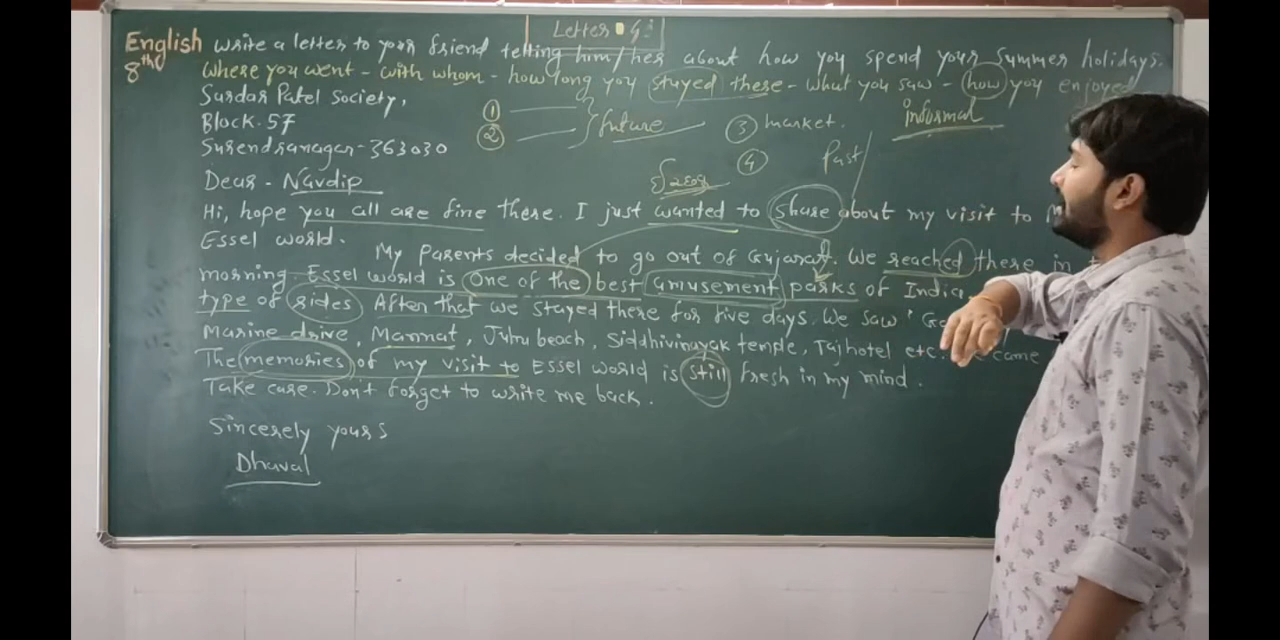 Letter 4:
English write a letter to your friend telling him/her about how you spend your summer holidays.
8th where you went - with whom - how long you stayed there - what you saw - how you enjoyed
Sardar Patel Society,
Block-57
Surendranagar-363030
① ② future
③ market.
④
Past
informal
Dear - Navdip
Hi, hope you all are fine there. I just wanted to share about my visit to
Essel world.
My Parents decided to go out of Gujarat. We reached there in
morning. Essel world is one of the best amusement parks of India.
type of rides After that we stayed there for five days. We saw
Marine drive, Mannat, Juhu beach, Siddhivinayak temple, Taj hotel etc. came
The memories of my visit to Essel world is still fresh in my mind.
Take care. Don't forget to write me back.
Sincerely yours
Dhaval